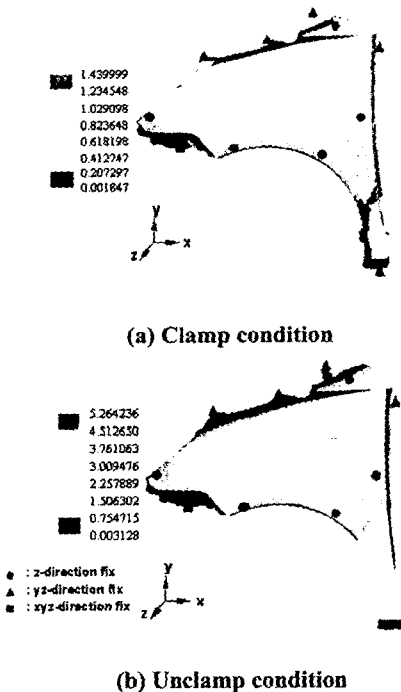 1.439999
1.234548
1.029098
0.823648
0.618198
0.412747
0.207297
0.001847
y
z
x
(a) Clamp condition
5.264236
4.512650
3.761063
3.009476
2.257889
1.506302
0.754715
0.003128
: z-direction fix
: yz-direction fix
: xyz-direction fix
y
z
x
(b) Unclamp condition